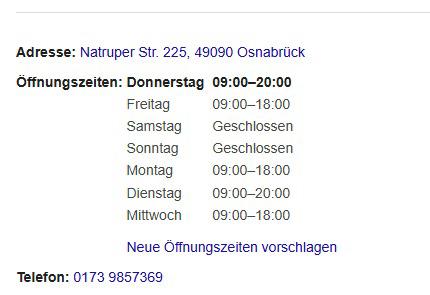 Adresse: Natruper Str. 225, 49090 Osnabrück
Öffnungszeiten: Donnerstag 09:00–20:00
Freitag 09:00–18:00
Samstag Geschlossen
Sonntag Geschlossen
Montag 09:00–18:00
Dienstag 09:00–20:00
Mittwoch 09:00–18:00
Neue Öffnungszeiten vorschlagen
Telefon: 0173 9857369